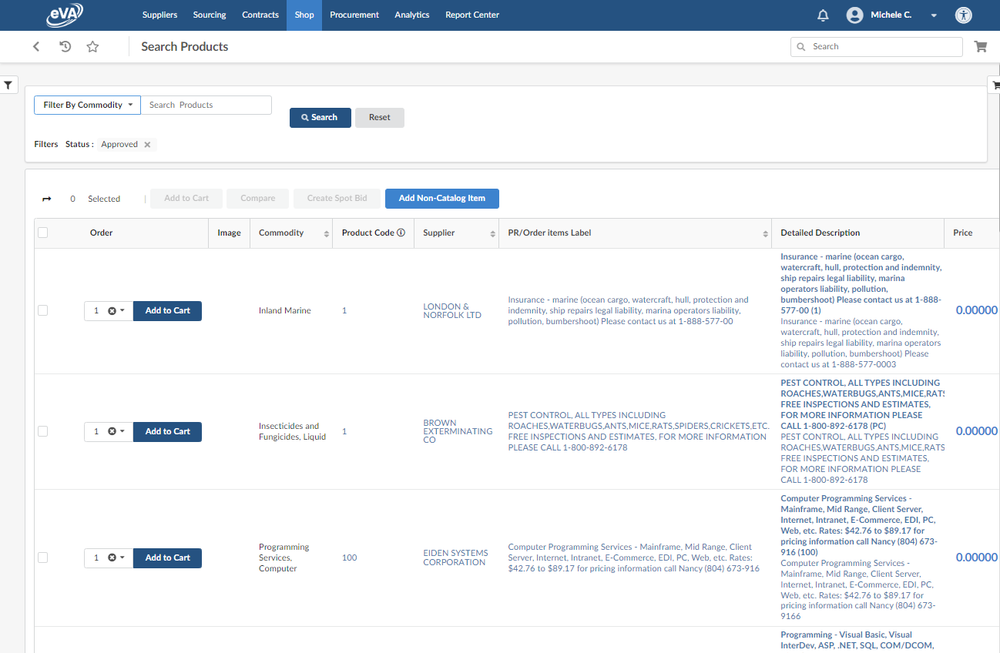 eVA Suppliers Sourcing Contracts Shop Procurement Analytics Report Center Michele C.
Search Products Search
Filter By Commodity Search Products
Search Reset
Filters Status : Approved
0 Selected Add to Cart Compare Create Spot Bid Add Non-Catalog Item
Order Image Commodity Product Code Supplier PR/Order items Label Detailed Description Price
1 Add to Cart
Inland Marine
1
LONDON &
NORFOLK LTD
Insurance - marine (ocean cargo, watercraft, hull, protection and
indemnity, ship repairs legal liability, marina operators liability,
pollution, bumbershoot) Please contact us at 1-888-577-00
Insurance - marine (ocean cargo,
watercraft, hull, protection and indemnity,
ship repairs legal liability, marina
operators liability, pollution,
bumbershoot) Please contact us at 1-888-
577-00 (1)
Insurance - marine (ocean cargo,
watercraft, hull, protection and indemnity,
ship repairs legal liability, marina operators
liability, pollution, bumbershoot) Please
contact us at 1-888-577-0003
0.00000
1 Add to Cart
Insecticides and
Fungicides, Liquid
1
BROWN
EXTERMINATING
CO
PEST CONTROL, ALL TYPES INCLUDING
ROACHES,WATERBUGS,ANTS,MICE,RATS,SPIDERS,CRICKETS,ETC.
FREE INSPECTIONS AND ESTIMATES, FOR MORE INFORMATION
PLEASE CALL 1-800-892-6178
PEST CONTROL, ALL TYPES INCLUDING
ROACHES,WATERBUGS,ANTS,MICE,RATS
FREE INSPECTIONS AND ESTIMATES,
FOR MORE INFORMATION PLEASE
CALL 1-800-892-6178 (PC)
PEST CONTROL, ALL TYPES INCLUDING
ROACHES,WATERBUGS,ANTS,MICE,RATS
FREE INSPECTIONS AND ESTIMATES,
FOR MORE INFORMATION PLEASE
CALL 1-800-892-6178
0.00000
1 Add to Cart
Programming
Services,
Computer
100
EIDEN SYSTEMS
CORPORATION
Computer Programming Services - Mainframe, Mid Range, Client
Server, Internet, Intranet, E-Commerce, EDI, PC, Web, etc. Rates:
$42.76 to $89.17 for pricing information call Nancy (804) 673-916
Computer Programming Services -
Mainframe, Mid Range, Client Server,
Internet, Intranet, E-Commerce, EDI, PC,
Web, etc. Rates: $42.76 to $89.17 for
pricing information call Nancy (804) 673-
916 (100)
Computer Programming Services -
Mainframe, Mid Range, Client Server,
Internet, Intranet, E-Commerce, EDI, PC,
Web, etc. Rates: $42.76 to $89.17 for
pricing information call Nancy (804) 673-
9166
0.00000
Programming - Visual Basic, Visual
InterDev, ASP, .NET, SQL, COM/DCOM,